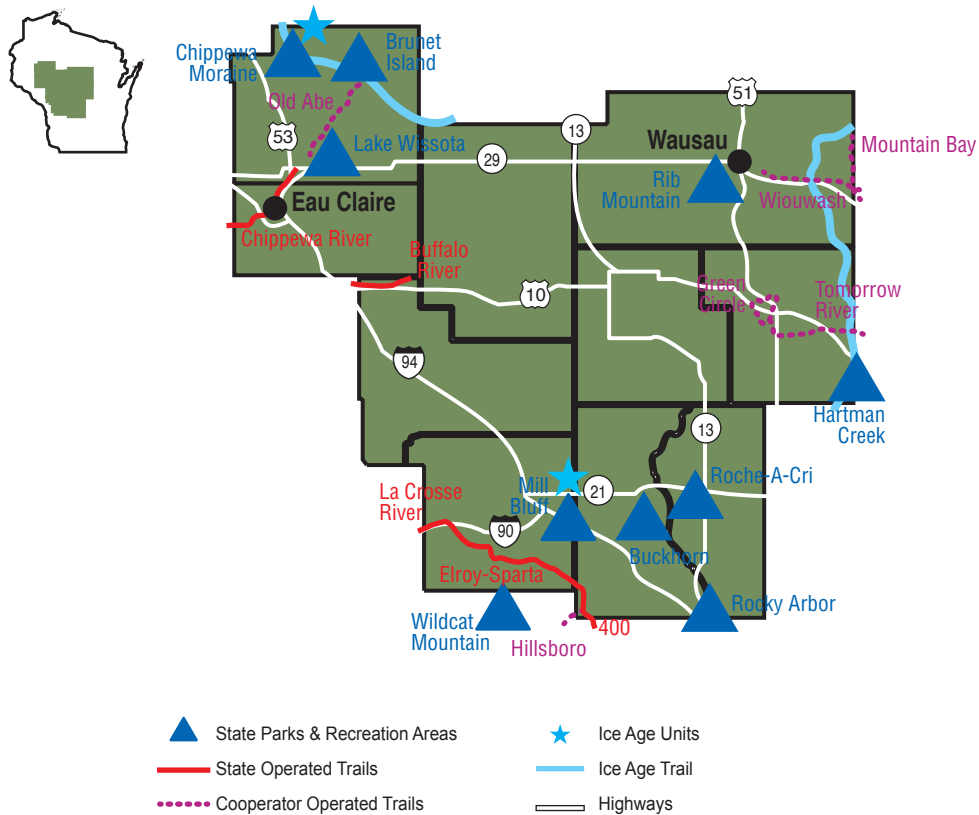 Chippewa
Moraine
Brunet
Island
Old Abe
53
Lake Wissota
Eau Claire
Chippewa River
Buffalo
River
29
13
51
Wausau
Rib
Mountain
Mountain Bay
Wiouwash
10
Green
Circle
Tomorrow
River
94
Hartman
Creek
13
La Crosse
River
Mill
Bluff
21
Roche-A-Cri
90
Buckhorn
Elroy-Sparta
Wildcat
Mountain
Hillsboro
400
Rocky Arbor
State Parks & Recreation Areas
State Operated Trails
Cooperator Operated Trails
Ice Age Units
Ice Age Trail
Highways